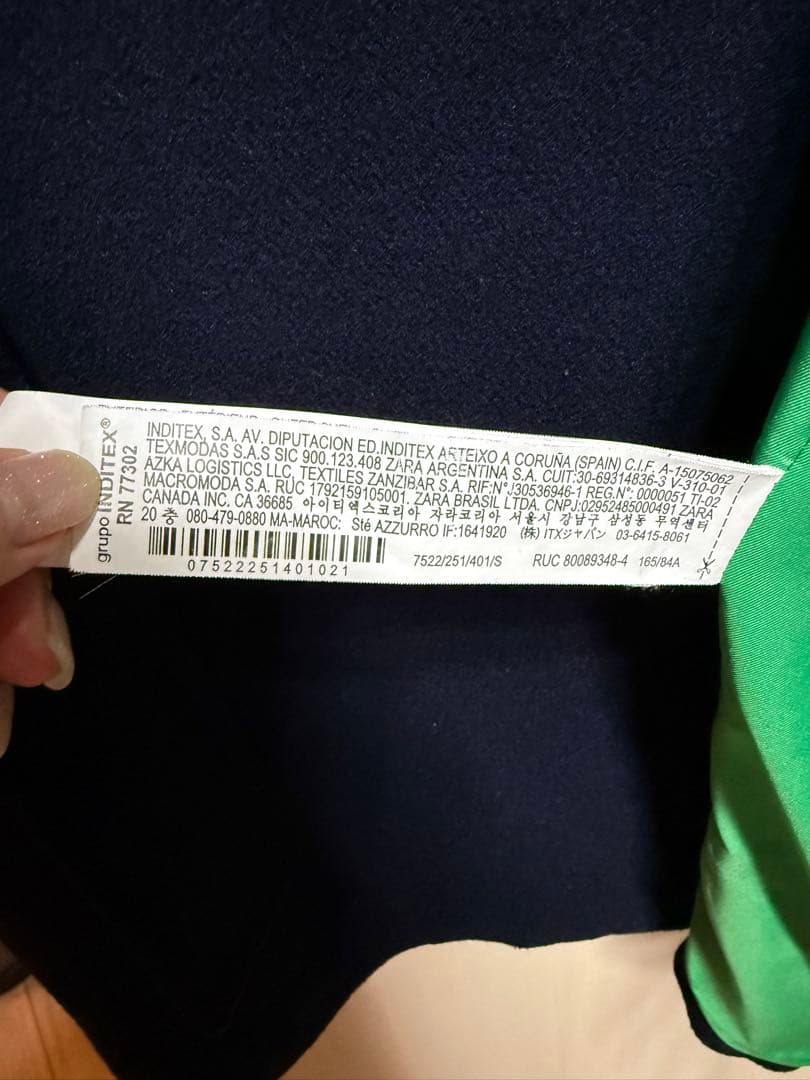 grupo INDITEX®
RN 77302
INDITEX, S.A. AV. DIPUTACION ED.INDITEX ARTEIXO A CORUÑA (SPAIN) C.I.F. A-15075062
TEXMODAS S.A.S SIC 900.123.408 ZARA ARGENTINA S.A. CUIT:30-69314836-3 V-310-01
AZKA LOGISTICS LLC, TEXTILES ZANZIBAR S.A. RIF:N°J30536946-1 REG.N°: 0000051 TI-02
MACROMODA S.A. RUC 1792159105001. ZARA BRASIL LTDA. CNPJ:02952485000491 ZARA
CANADA INC. CA 36685 아이티엑스코리아 자라코리아 서울시 강남구 삼성동 무역센터
20 층 080-479-0880 MA-MAROC: Sté AZZURRO IF:1641920 (株) ITXジャパン 03-6415-8061
07522251401021 7522/251/401/S RUC 80089348-4 165/84A